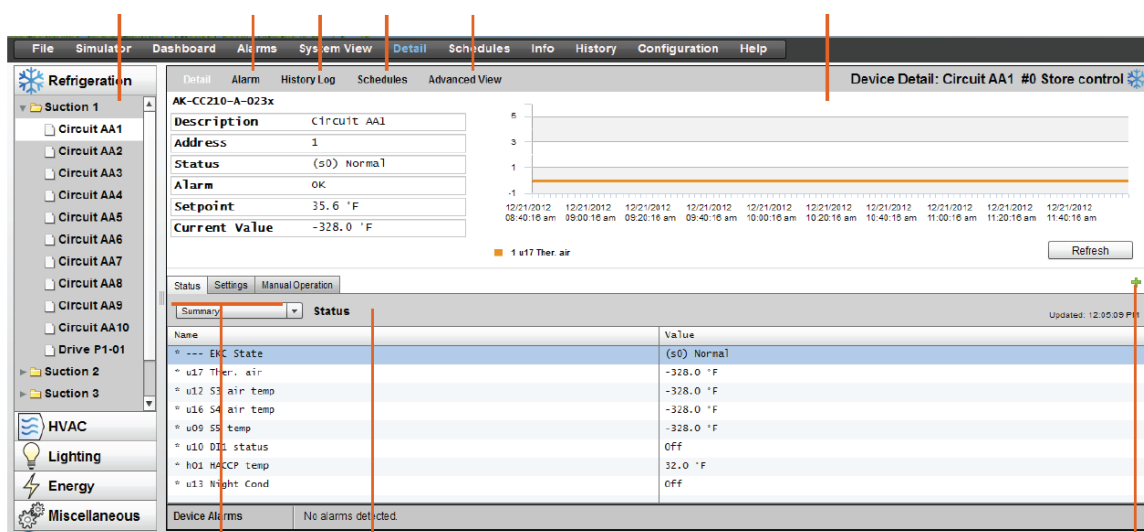 File Simulator Dashboard Alarms System View Detail Schedules Info History Configuration Help
Refrigeration
Suction 1
Circuit AA1
Circuit AA2
Circuit AA3
Circuit AA4
Circuit AA5
Circuit AA6
Circuit AA7
Circuit AA8
Circuit AA9
Circuit AA10
Drive P1-01
Suction 2
Suction 3
HVAC
Lighting
Energy
Miscellaneous
Detail Alarm History Log Schedules Advanced View
Device Detail: Circuit AA1 #0 Store control
AK-CC210-A-023x
Description Circuit AA1
Address 1
Status (s0) Normal
Alarm OK
Setpoint 35.6 °F
Current Value -328.0 °F
5
3
1
-1
12/21/2012 12/21/2012 12/21/2012 12/21/2012 12/21/2012 12/21/2012 12/21/2012 12/21/2012 12/21/2012 12/21/2012
08:40:16 am 09:00:16 am 09:20:16 am 09:40:16 am 10:00:16 am 10:20:16 am 10:40:16 am 11:00:16 am 11:20:16 am 11:40:16 am
1 u17 Ther. air
Refresh
Status Settings Manual Operation
Summary Status
Updated: 12:05:09 PM
Name Value
* --- EKC State (s0) Normal
* u17 Ther. air -328.0 °F
* u12 S3 air temp -328.0 °F
* u16 S4 air temp -328.0 °F
* u09 S5 temp -328.0 °F
* u10 DI1 status Off
* h01 HACCP temp 32.0 °F
* u13 Night Cond Off
Device Alarms No alarms detected.